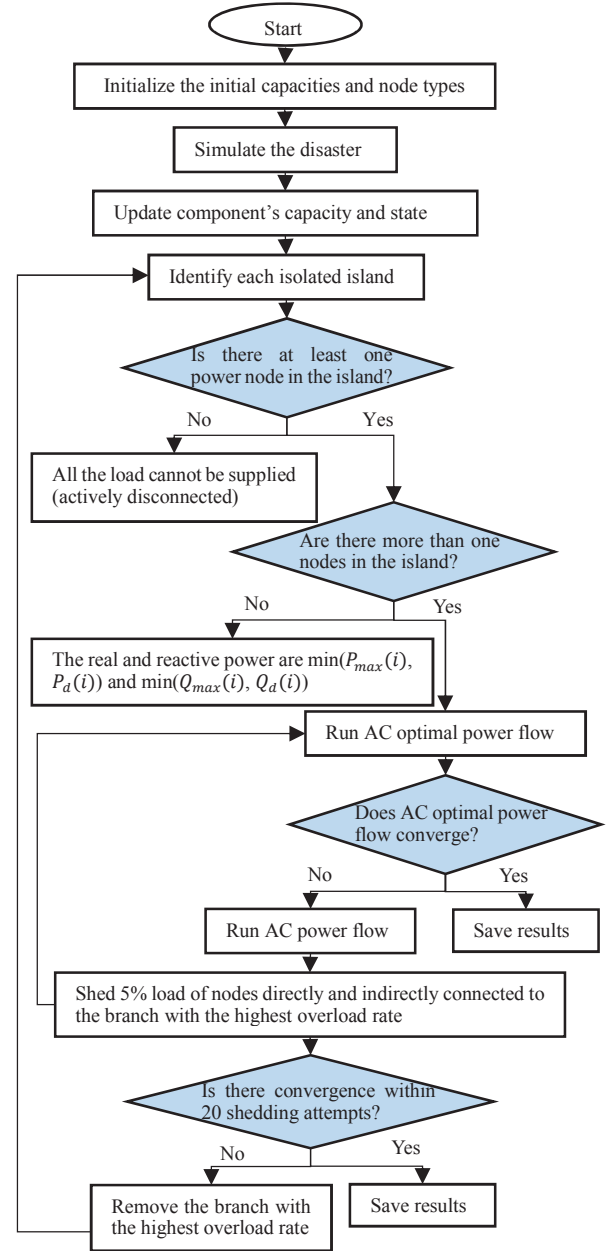 Start
Initialize the initial capacities and node types
Simulate the disaster
Update component's capacity and state
Identify each isolated island
Is there at least one
power node in the island?
No
Yes
All the load cannot be supplied
(actively disconnected)
Are there more than one
nodes in the island?
No
Yes
The real and reactive power are min(P_max(i),
P_d(i)) and min(Q_max(i), Q_d(i))
Run AC optimal power flow
Does AC optimal power
flow converge?
No
Yes
Run AC power flow
Save results
Shed 5% load of nodes directly and indirectly connected to
the branch with the highest overload rate
Is there convergence within
20 shedding attempts?
No
Yes
Remove the branch with
the highest overload rate
Save results